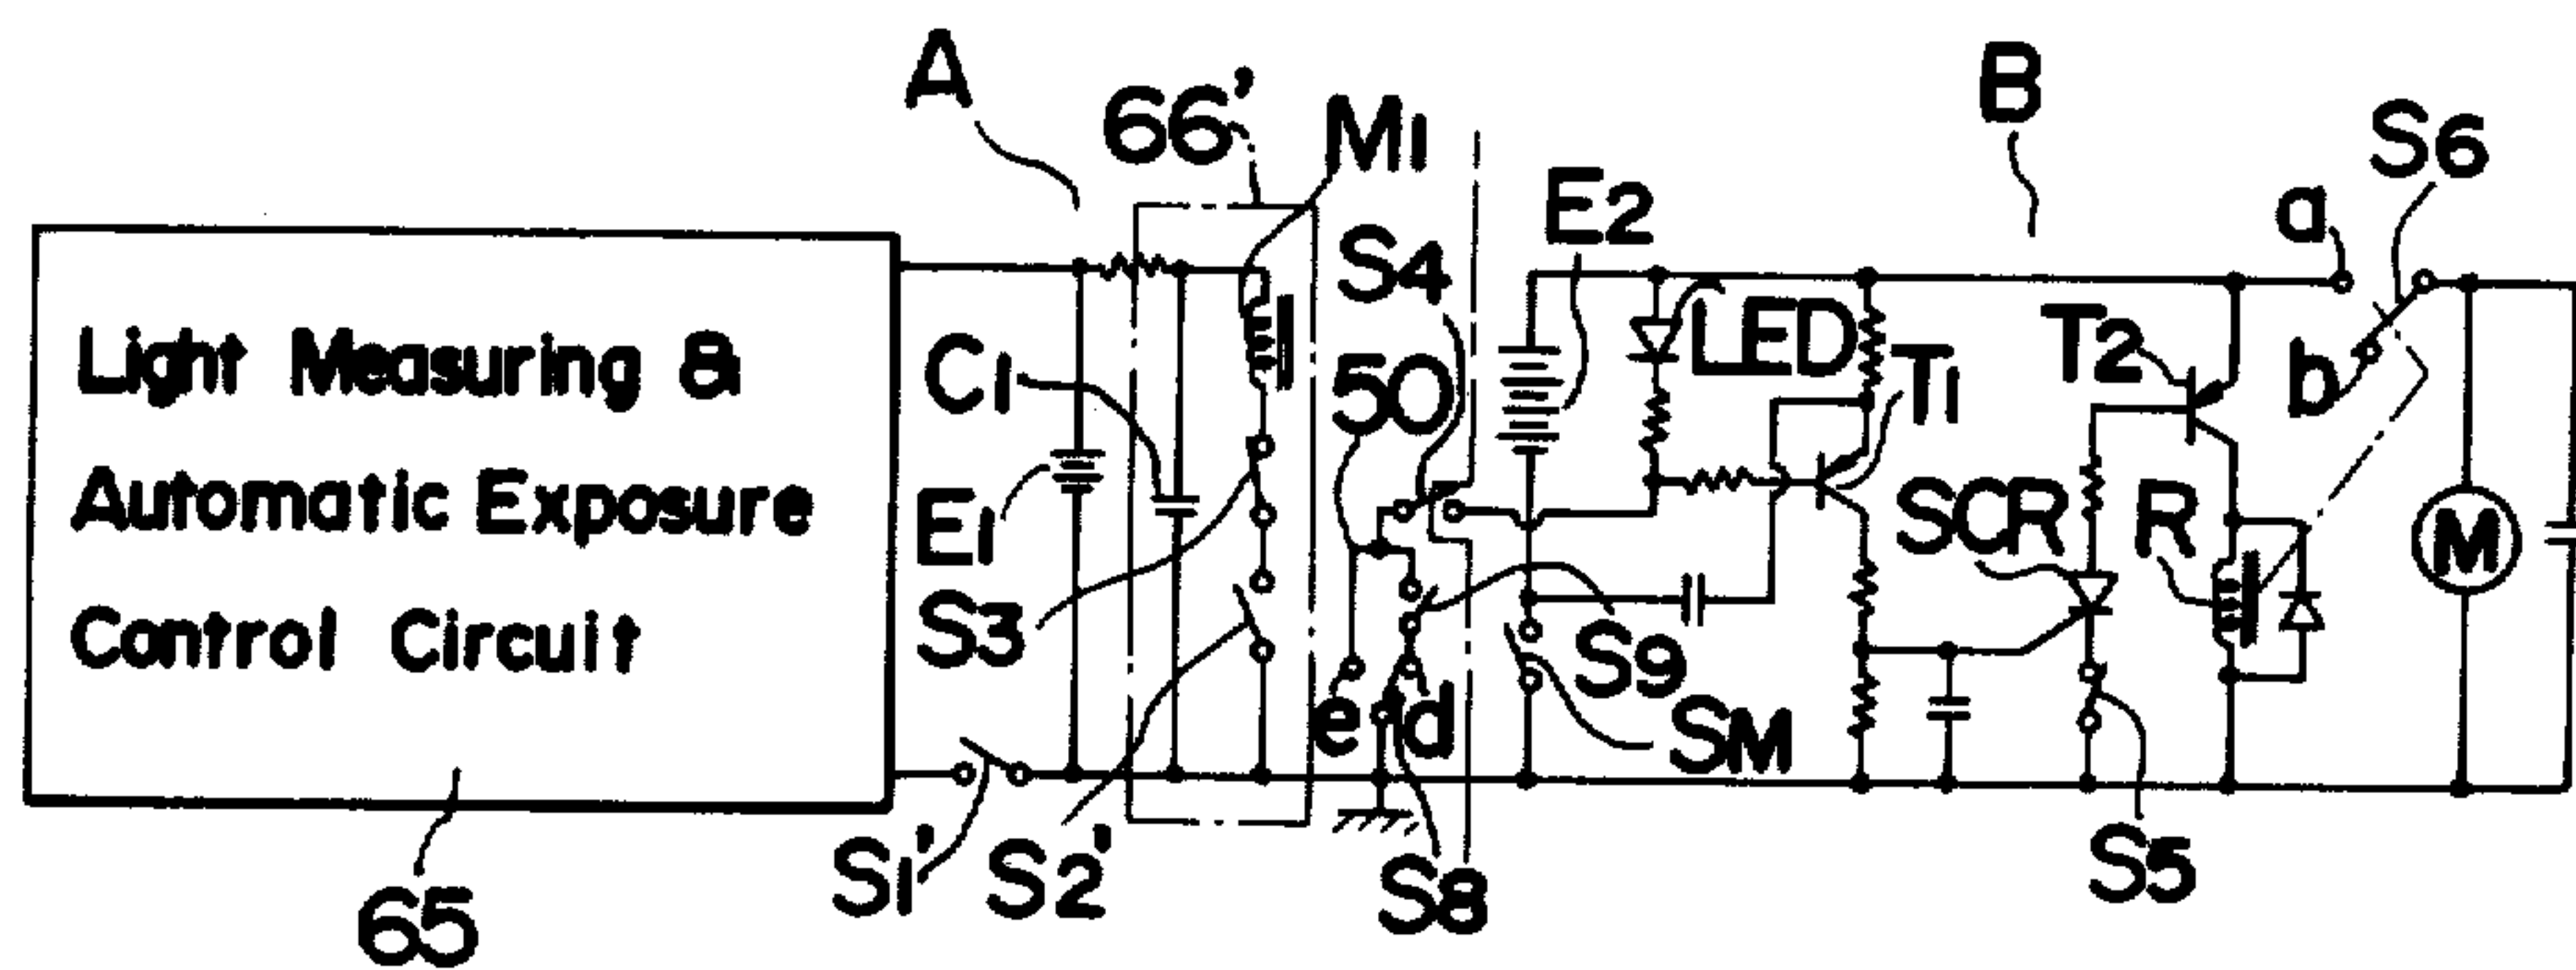 A
66'
M1
B
S6
a
E2
S4
Light Measuring &
LED
T2
C1
50
T1
b
Automatic Exposure
E1
SCR
R
M
Control Circuit
S3
S9
e
d
SM
S1'
S2'
S8
S5
65